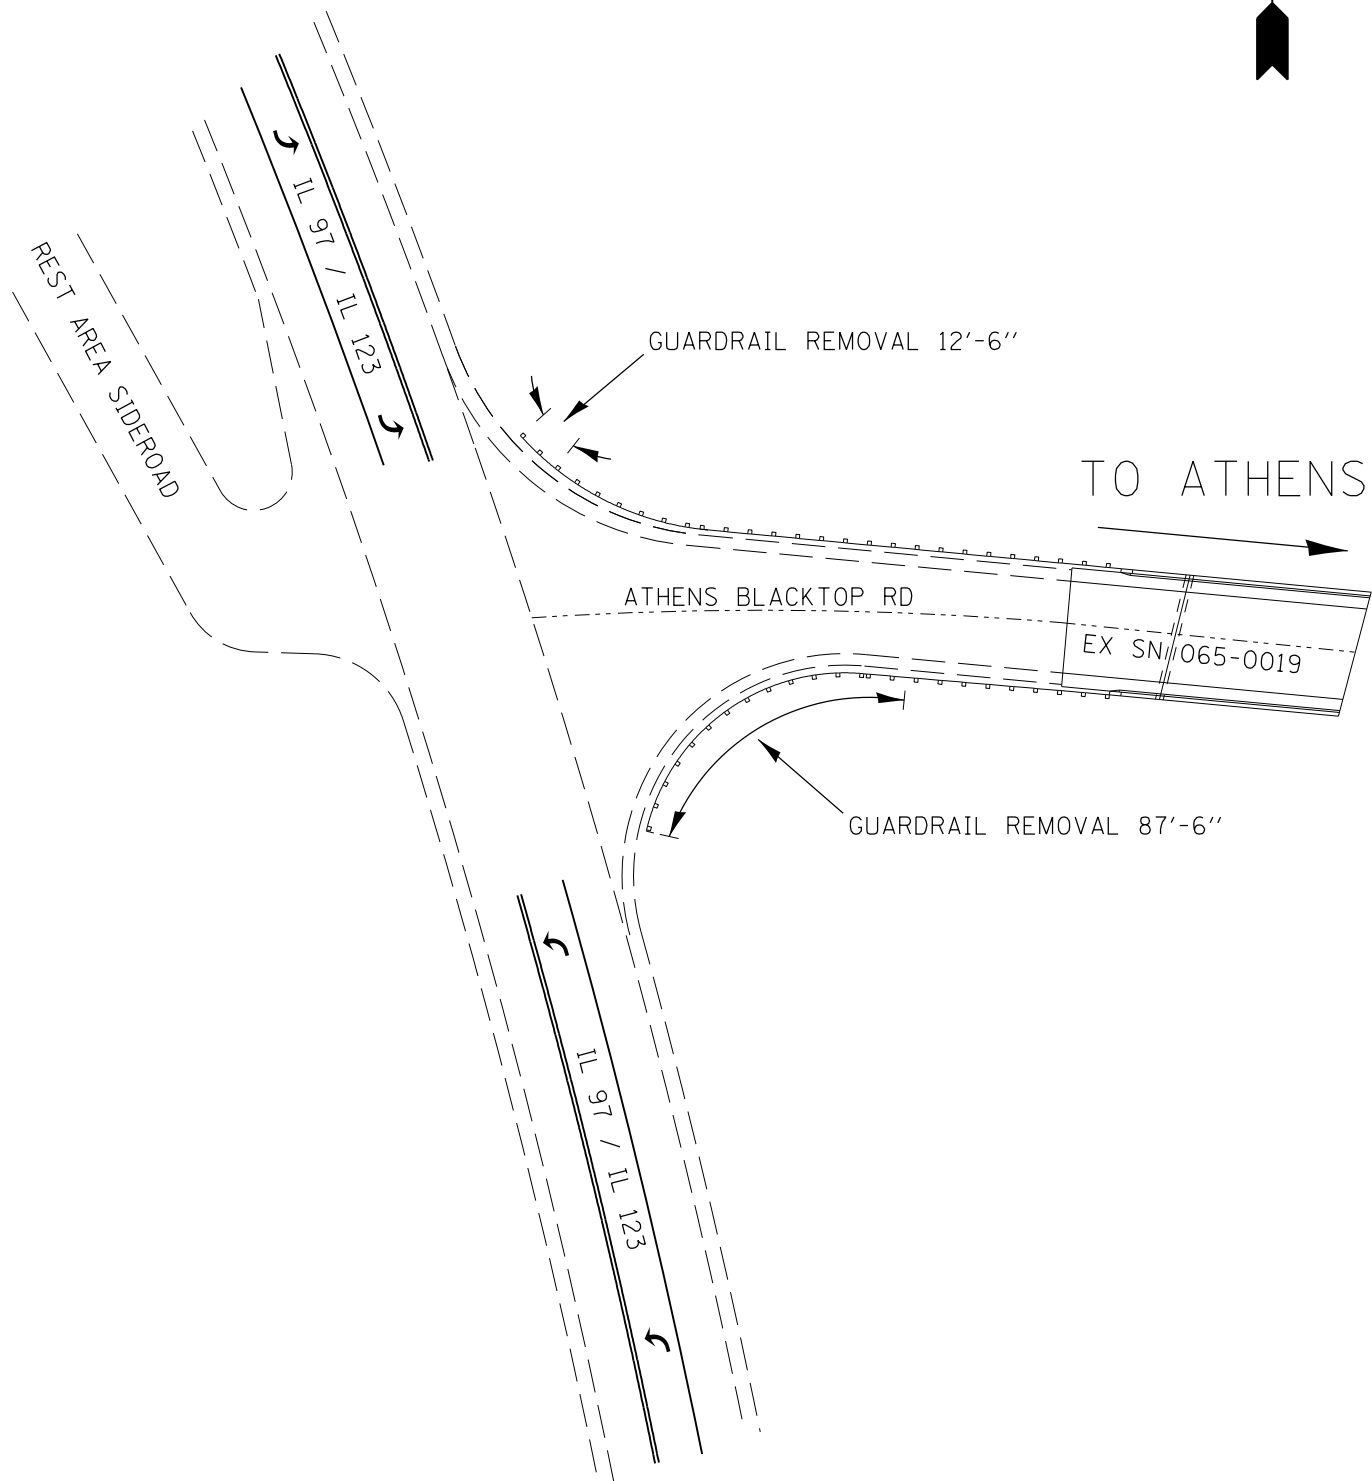 IL 97 / IL 123
REST AREA SIDEROAD
GUARDRAIL REMOVAL 12'-6"
TO ATHENS
ATHENS BLACKTOP RD
EX SN 065-0019
GUARDRAIL REMOVAL 87'-6"
IL 97 / IL 123